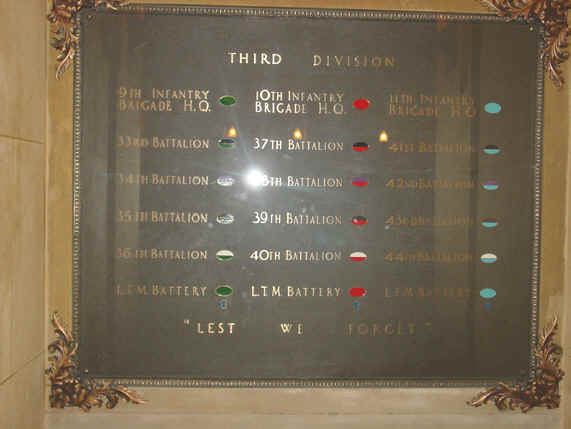 THIRD DIVISION
9TH INFANTRY BRIGADE H.Q.
10TH INFANTRY BRIGADE H.Q.
11TH INFANTRY BRIGADE H.Q
33RD BATTALION 37TH BATTALION 41ST BATTALION
34TH BATTALION 38TH BATTALION 42ND BATTALION
35TH BATTALION 39TH BATTALION 43RD BATTALION
36TH BATTALION 40TH BATTALION 44TH BATTALION
L.T.M. BATTERY L.T.M. BATTERY L.T.M. BATTERY
"LEST WE FORGET"